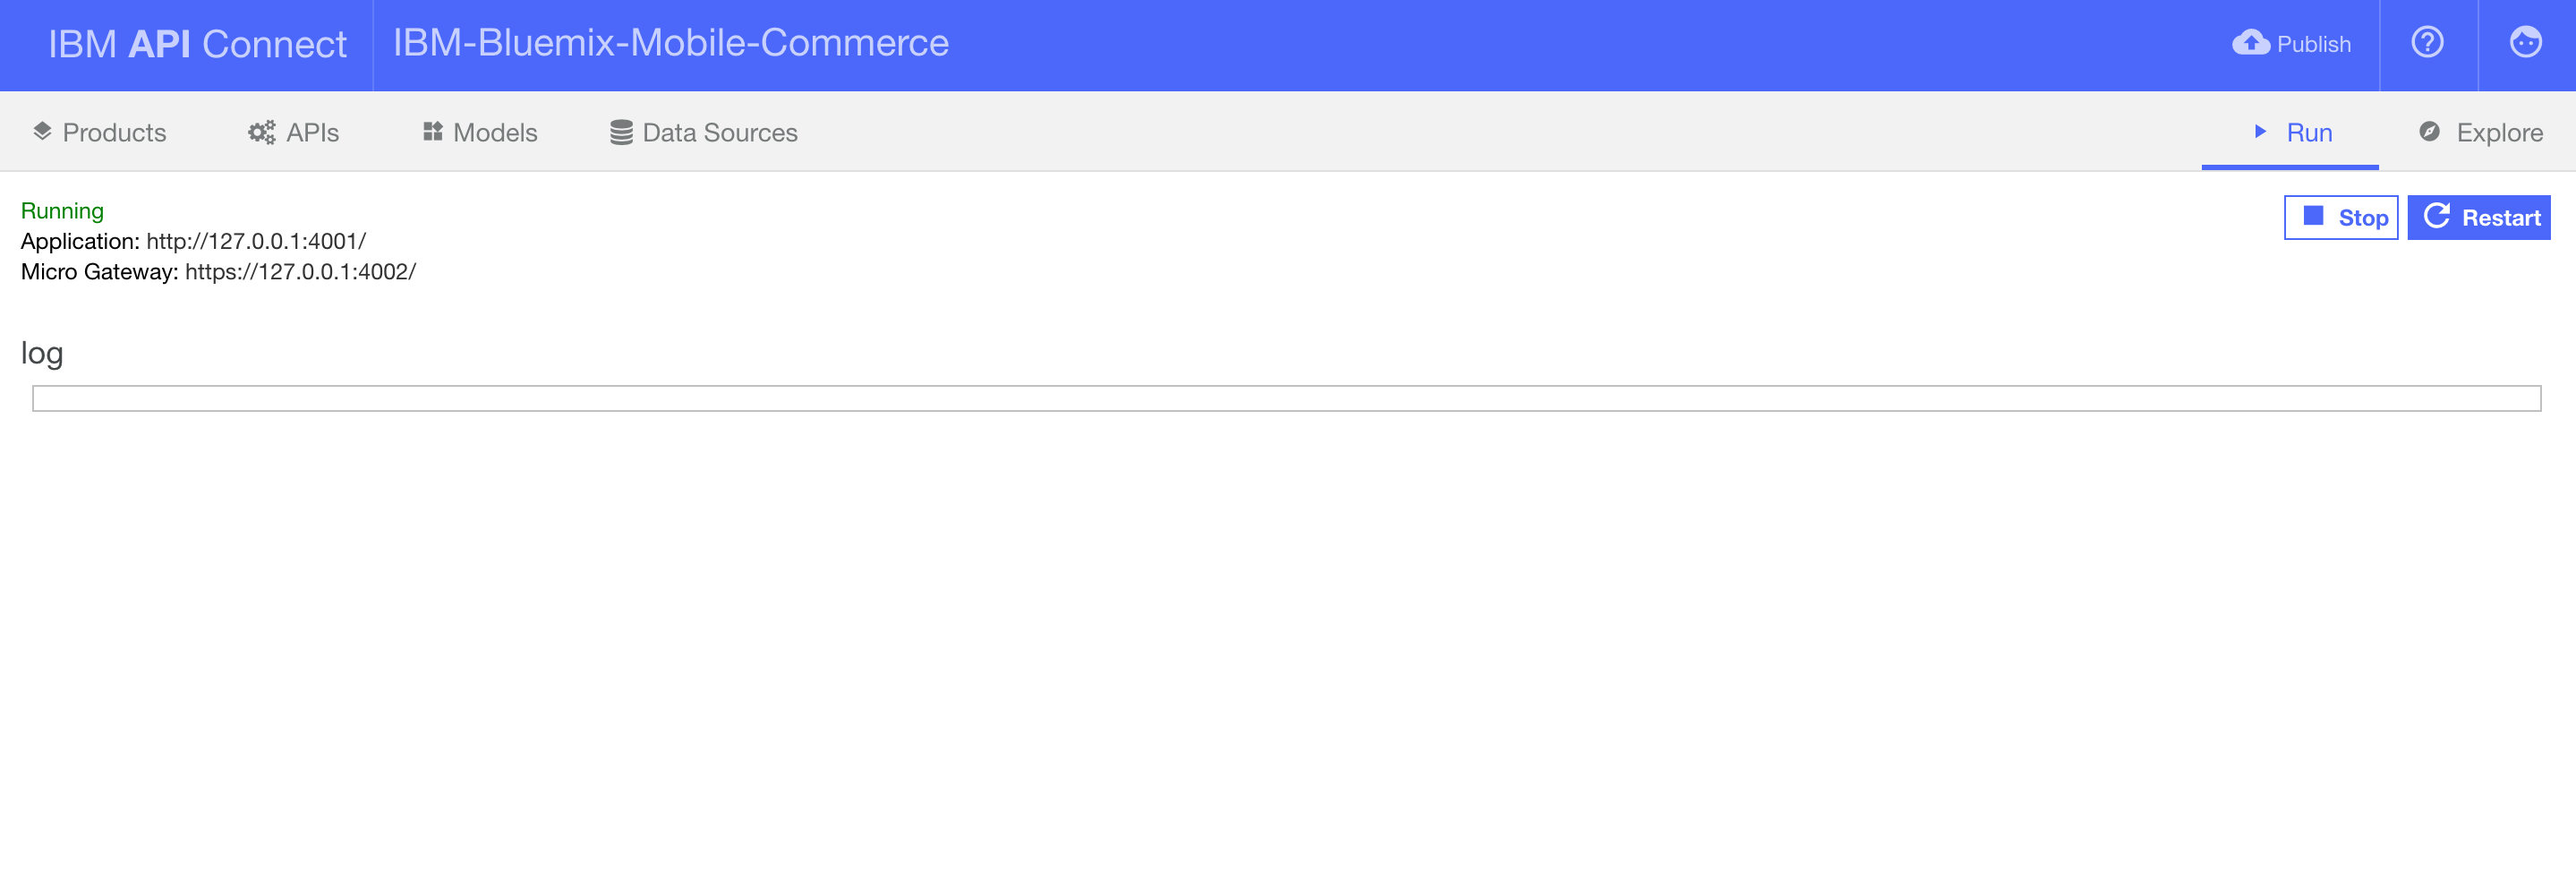 IBM API Connect
IBM-Bluemix-Mobile-Commerce
Publish
Products
APIs
Models
Data Sources
Run
Explore
Running
Stop
Restart
Application: http://127.0.0.1:4001/
Micro Gateway: https://127.0.0.1:4002/
log